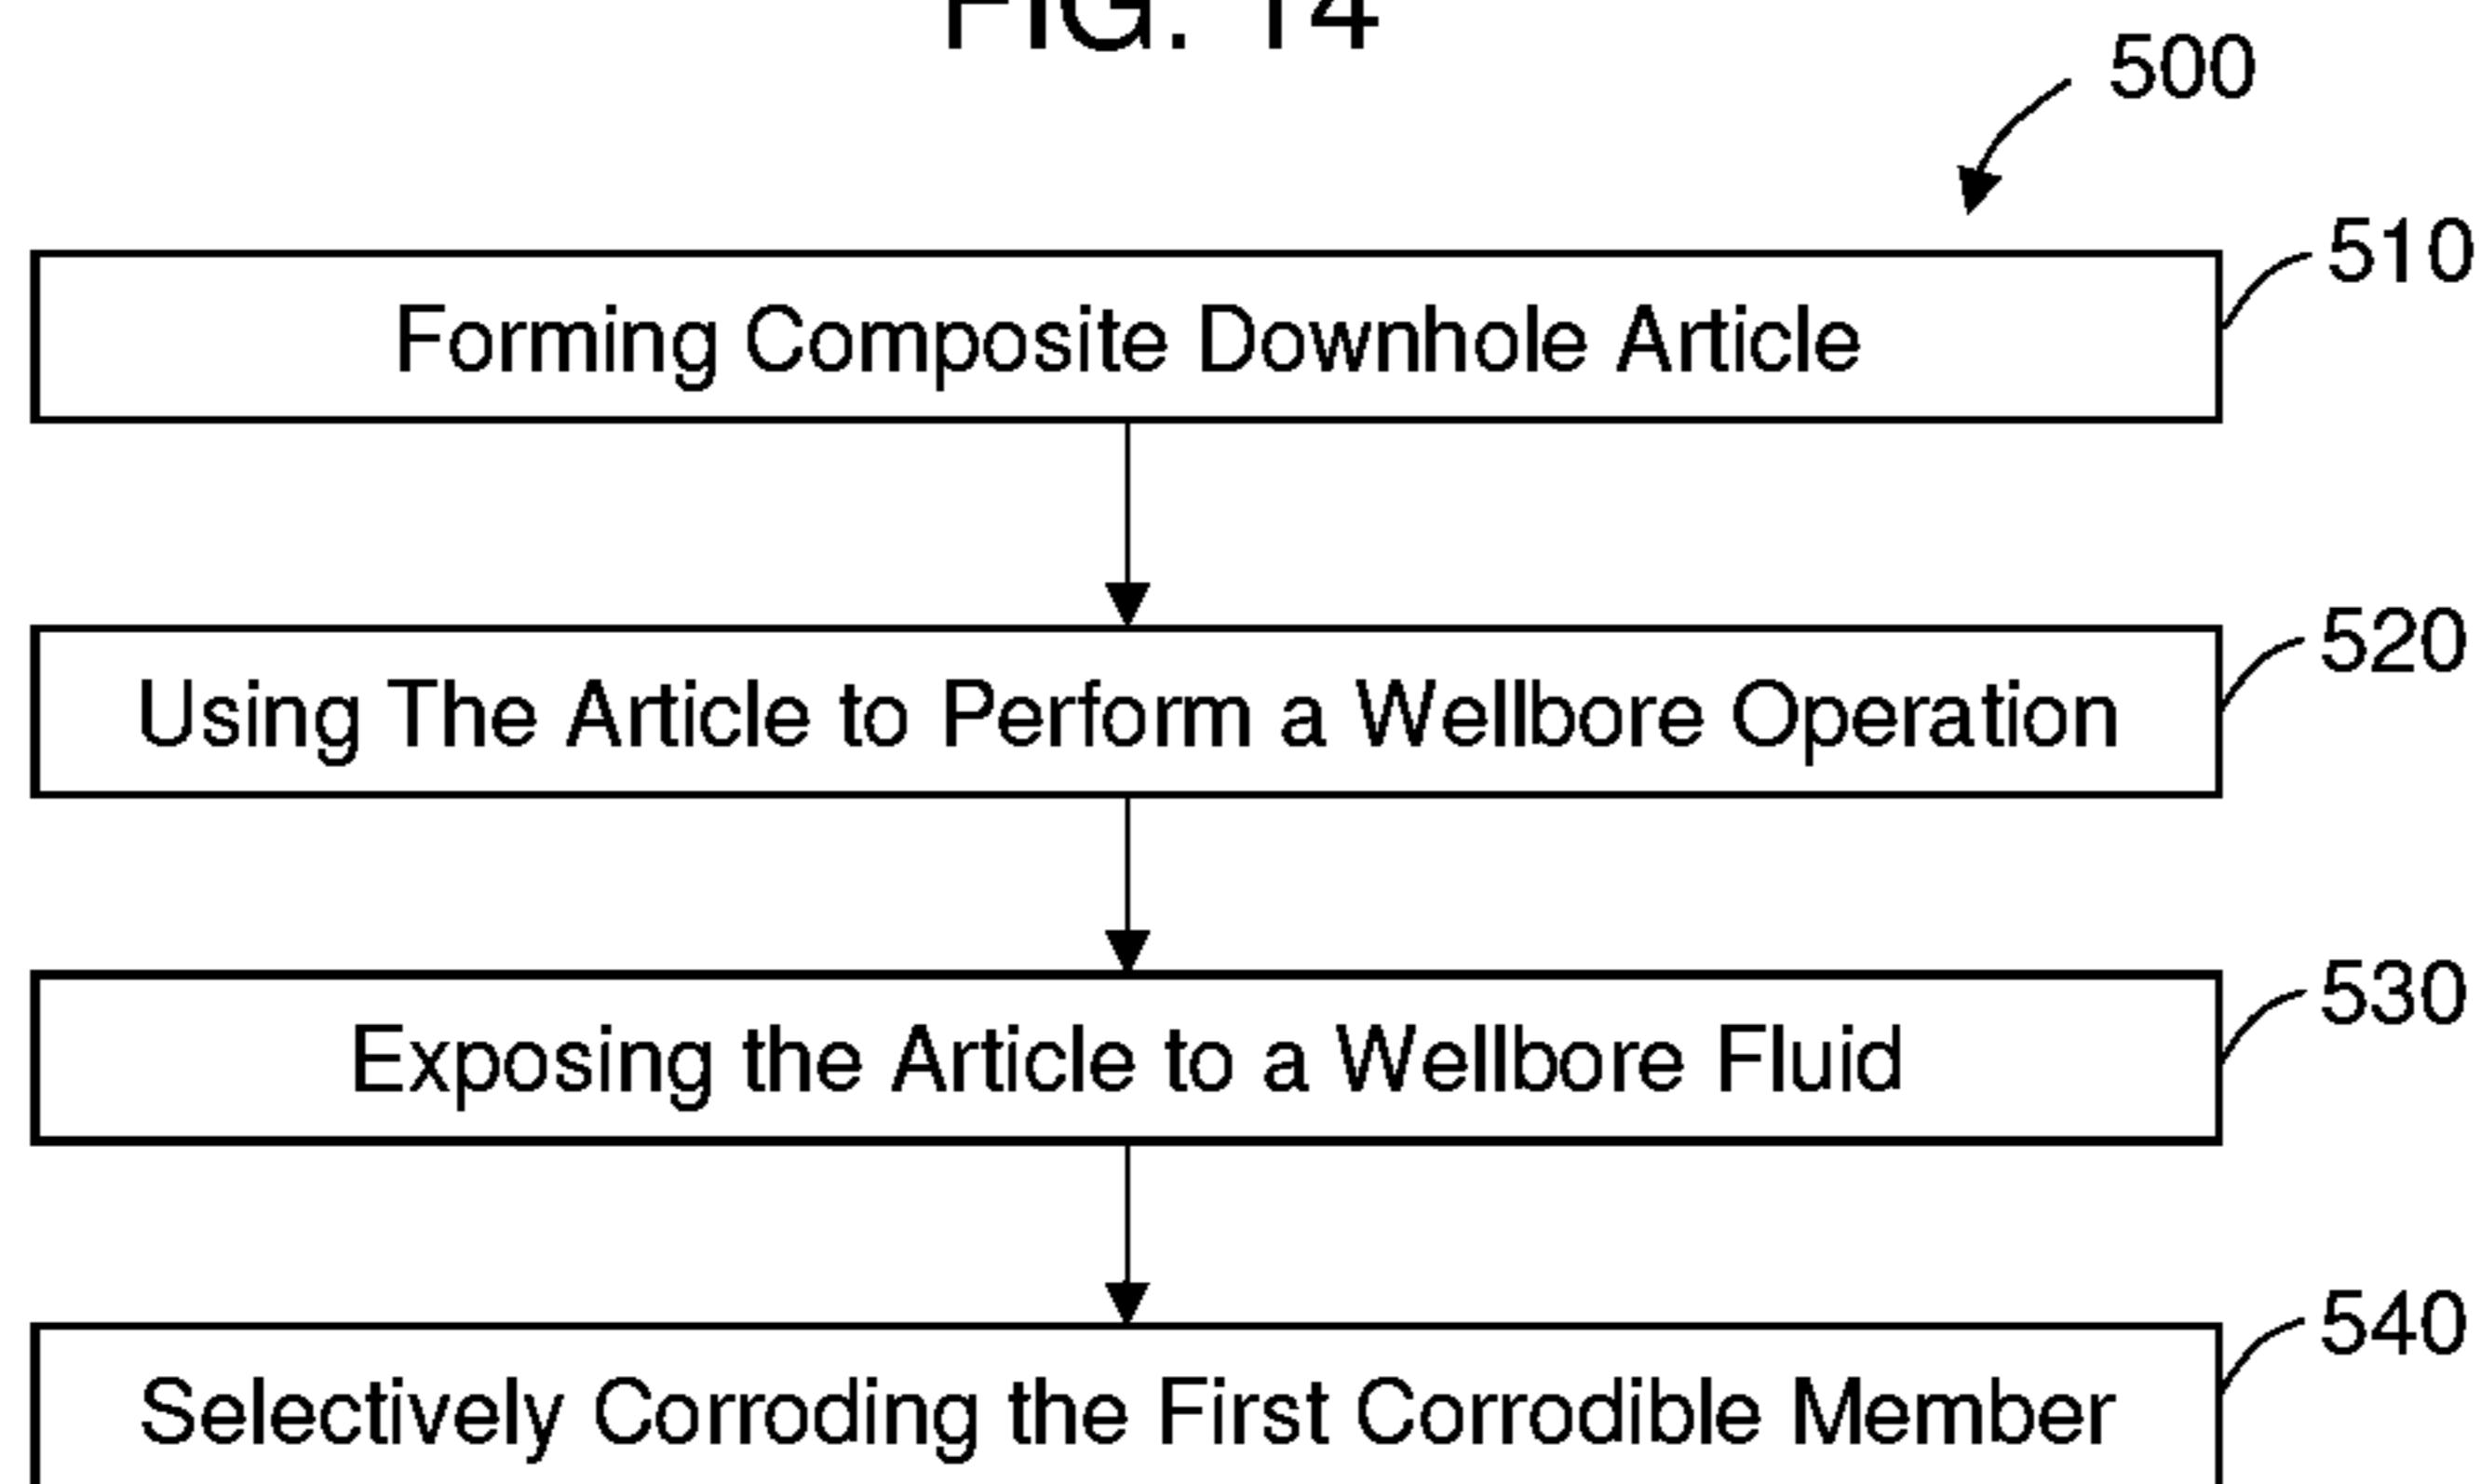 FIG. 14
500
510
Forming Composite Downhole Article
520
Using The Article to Perform a Wellbore Operation
530
Exposing the Article to a Wellbore Fluid
540
Selectively Corroding the First Corrodible Member